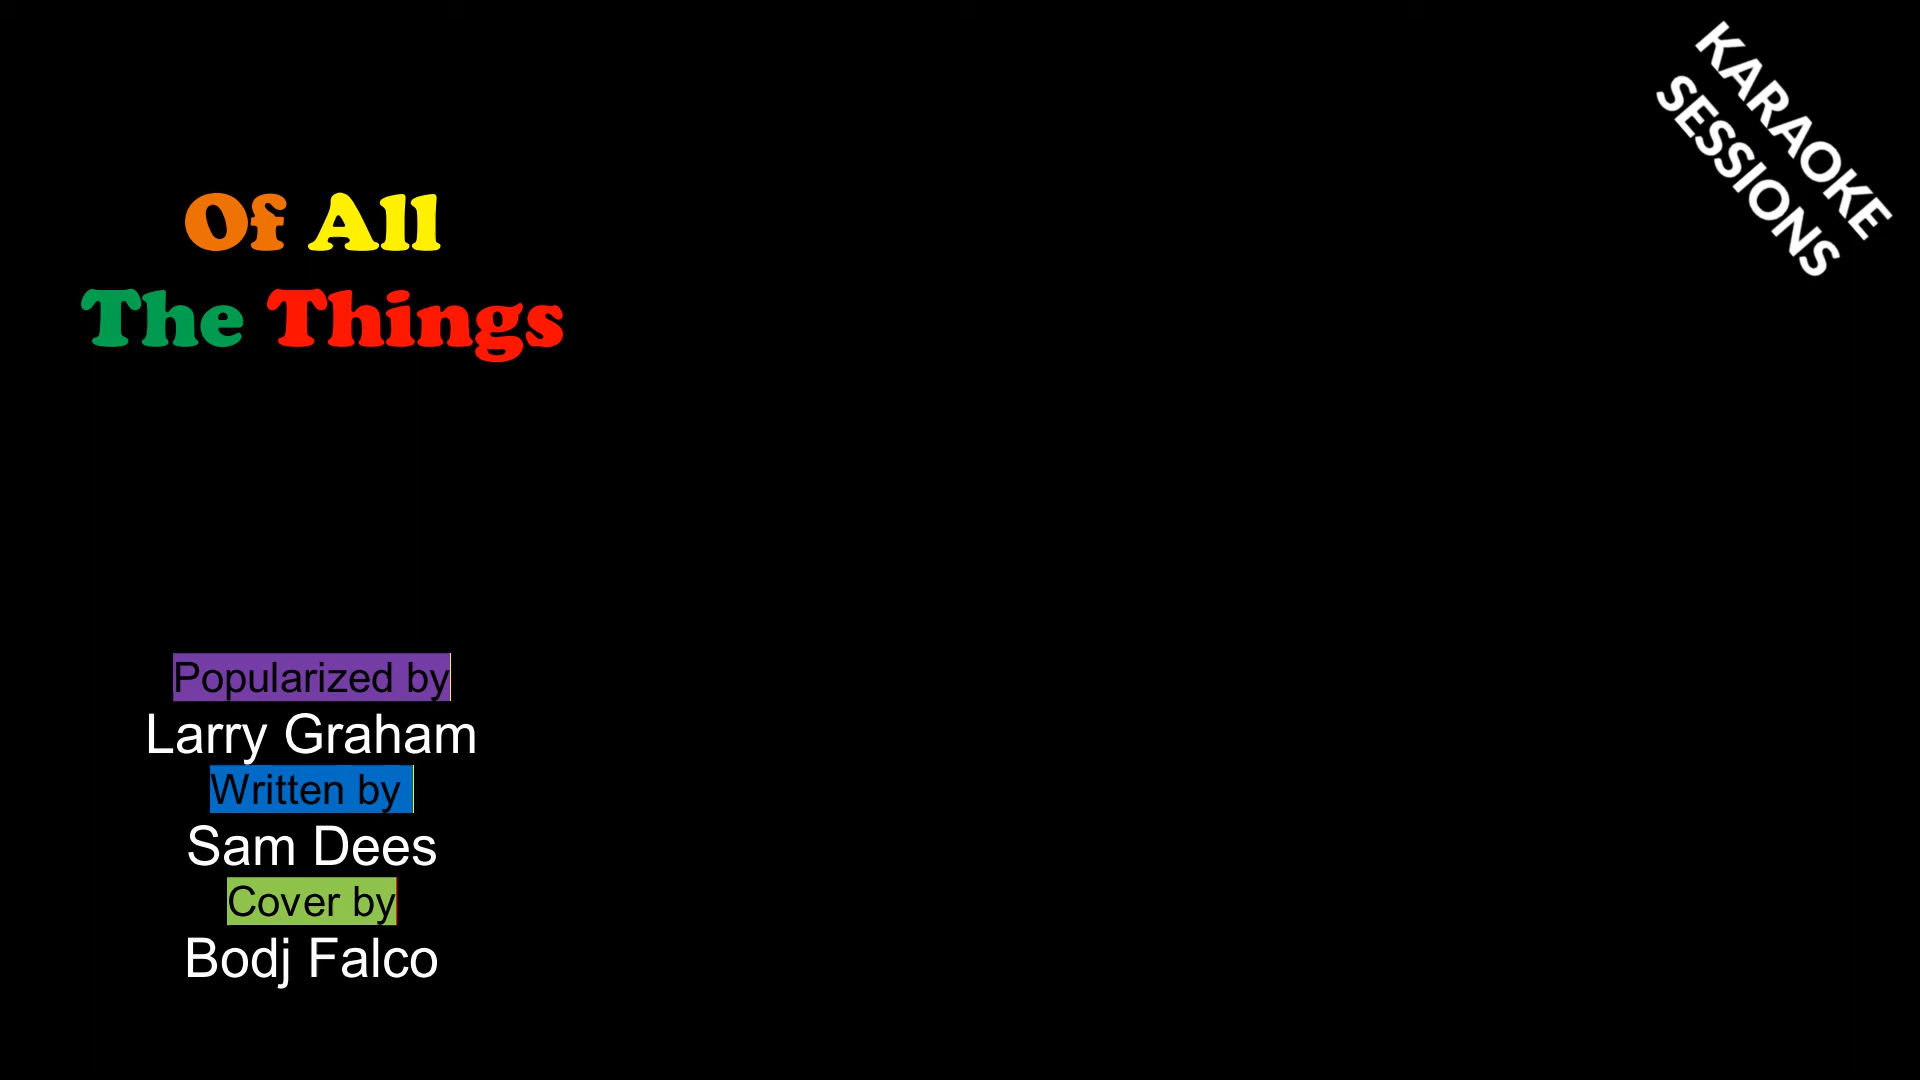 KARAOKE
SESSIONS
Of All
The Things
Popularized by
Larry Graham
Written by
Sam Dees
Cover by
Bodj Falco